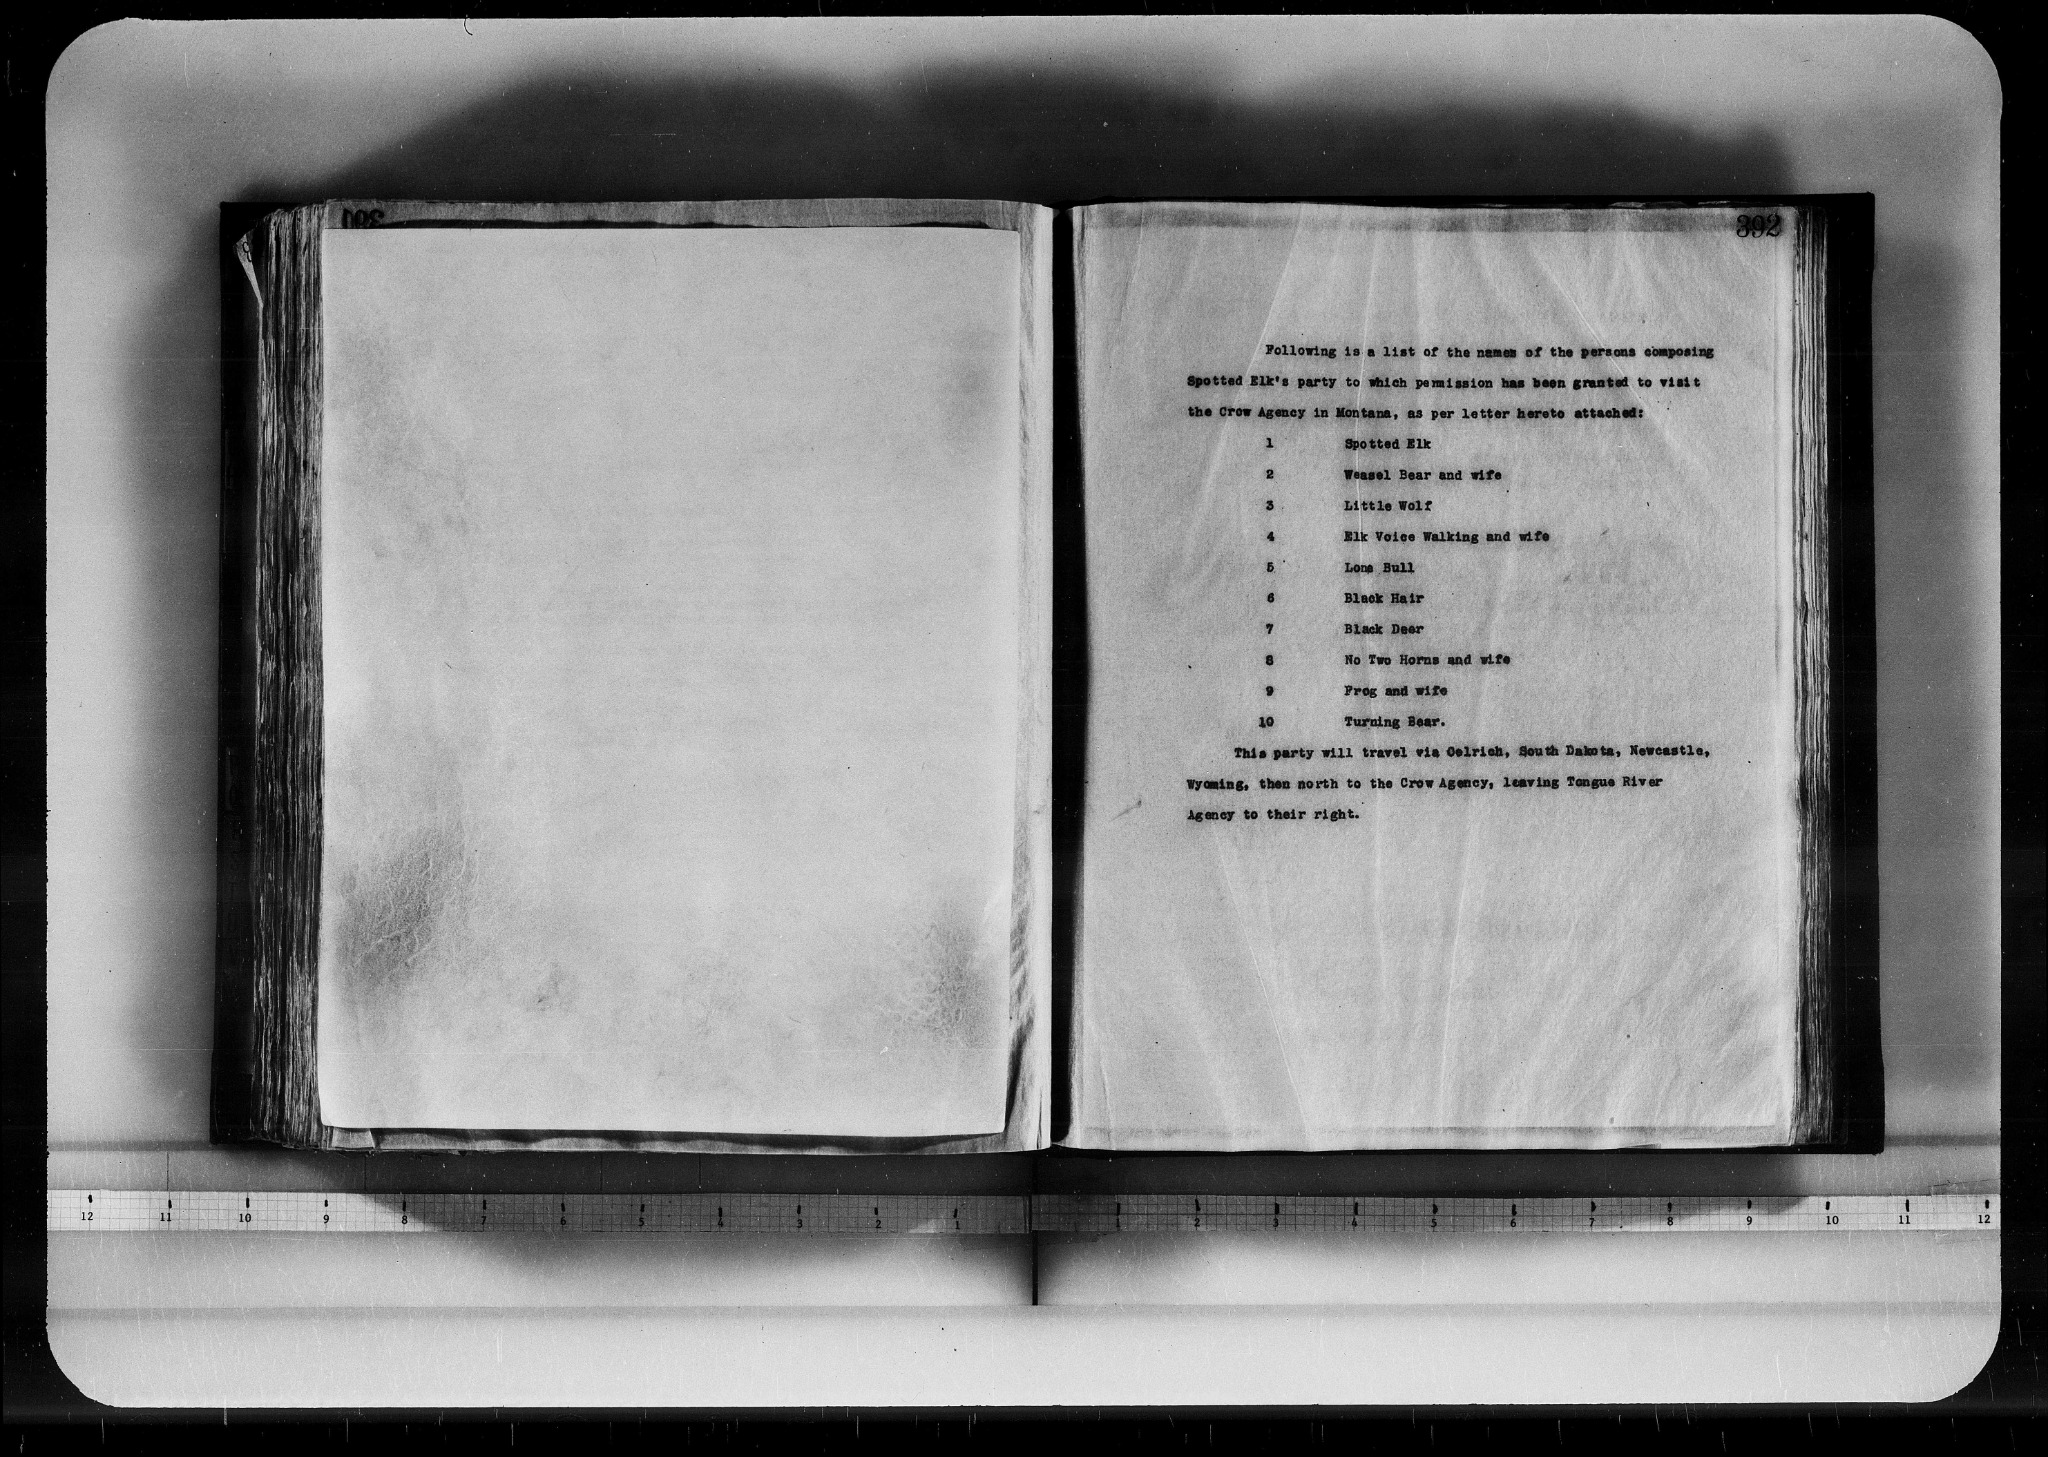 392
Following is a list of the names of the persons composing
Spotted Elk's party to which permission has been granted to visit
the Crow Agency in Montana, as per letter hereto attached:
1 Spotted Elk
2 Weasel Bear and wife
3 Little Wolf
4 Elk Voice Walking and wife
5 Lone Bull
6 Black Hair
7 Black Deer
8 No Two Horns and wife
9 Frog and wife
10 Turning Bear.
This party will travel via Oelrich, South Dakota, Newcastle,
Wyoming, then north to the Crow Agency, leaving Tongue River
Agency to their right.
12 11 10 9 8 7 6 5 4 3 2 1 1 2 3 4 5 6 7 8 9 10 11 12